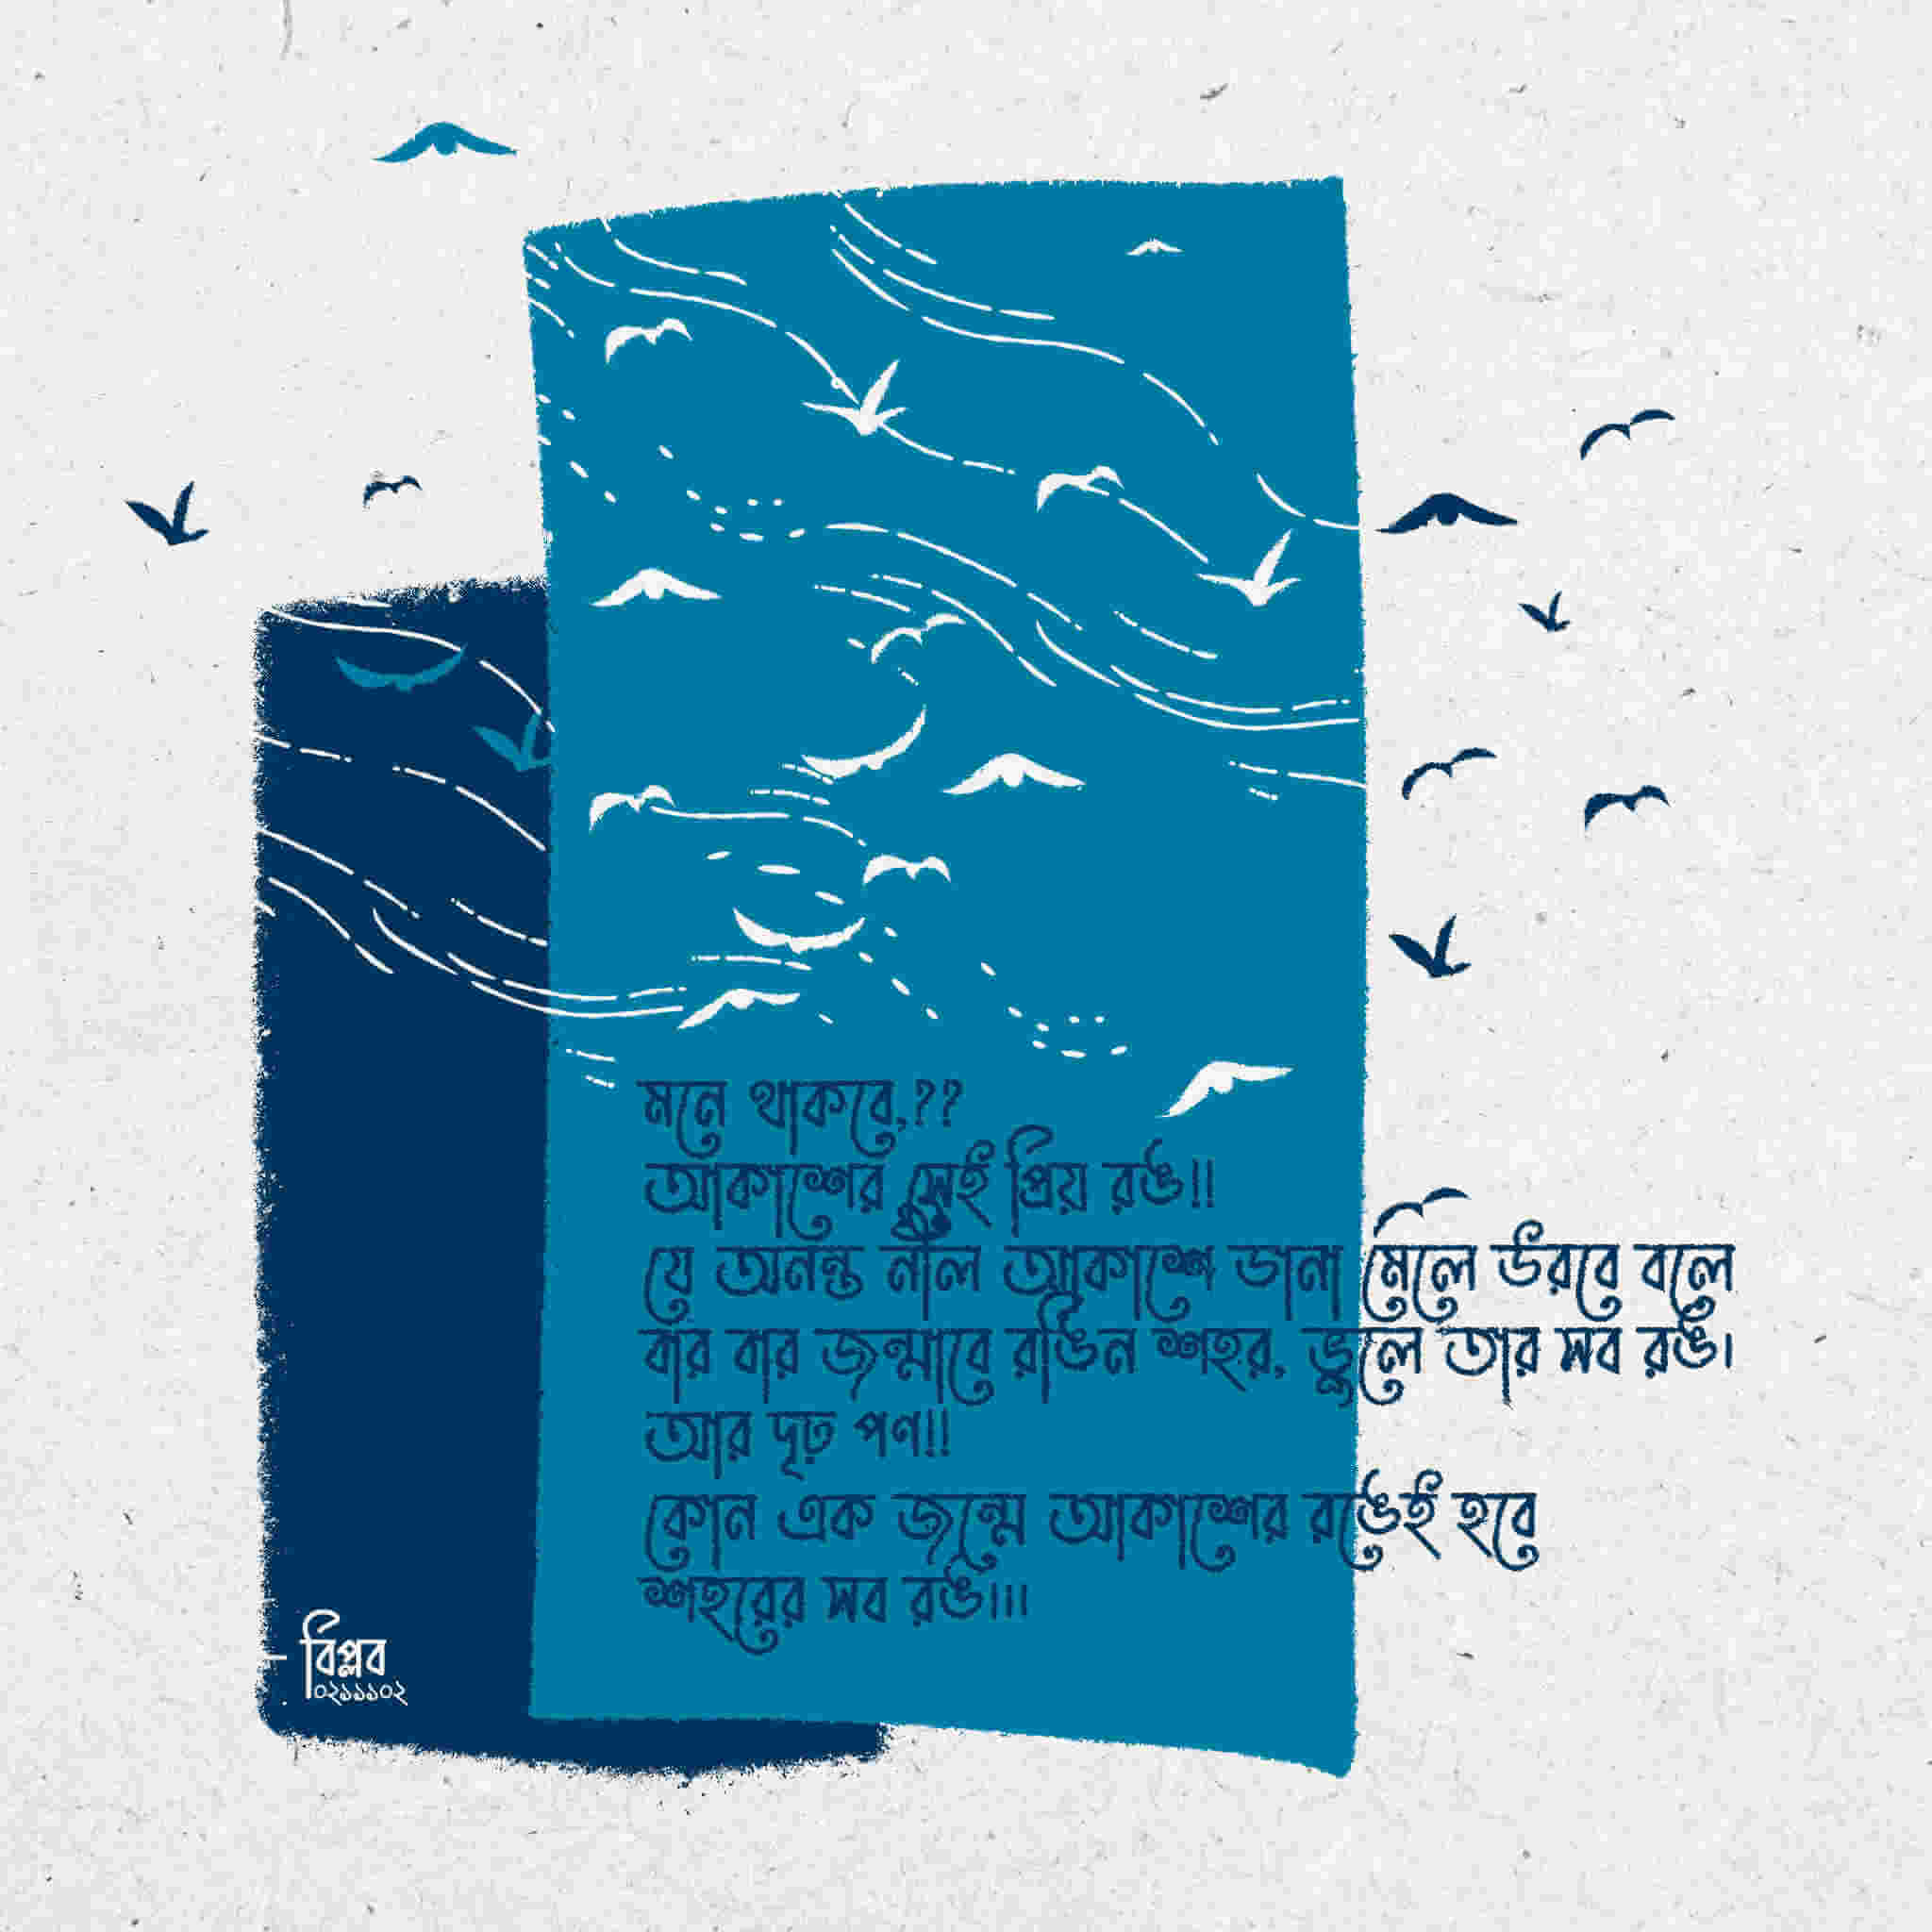 মনে থাকবে,??
আকাশের সেই প্রিয় রঙ!!
যে অনন্ত নীল আকাশে ডানা মেলে উরবে বলে
বার বার জন্মাবে রঙিন শহর, ভুলে তার সব রঙ।
আর দৃঢ় পণ!!
কোন এক জন্মে আকাশের রঙেই হবে
শহরের সব রঙ।।।
- বিপ্লব
০২১১১০২